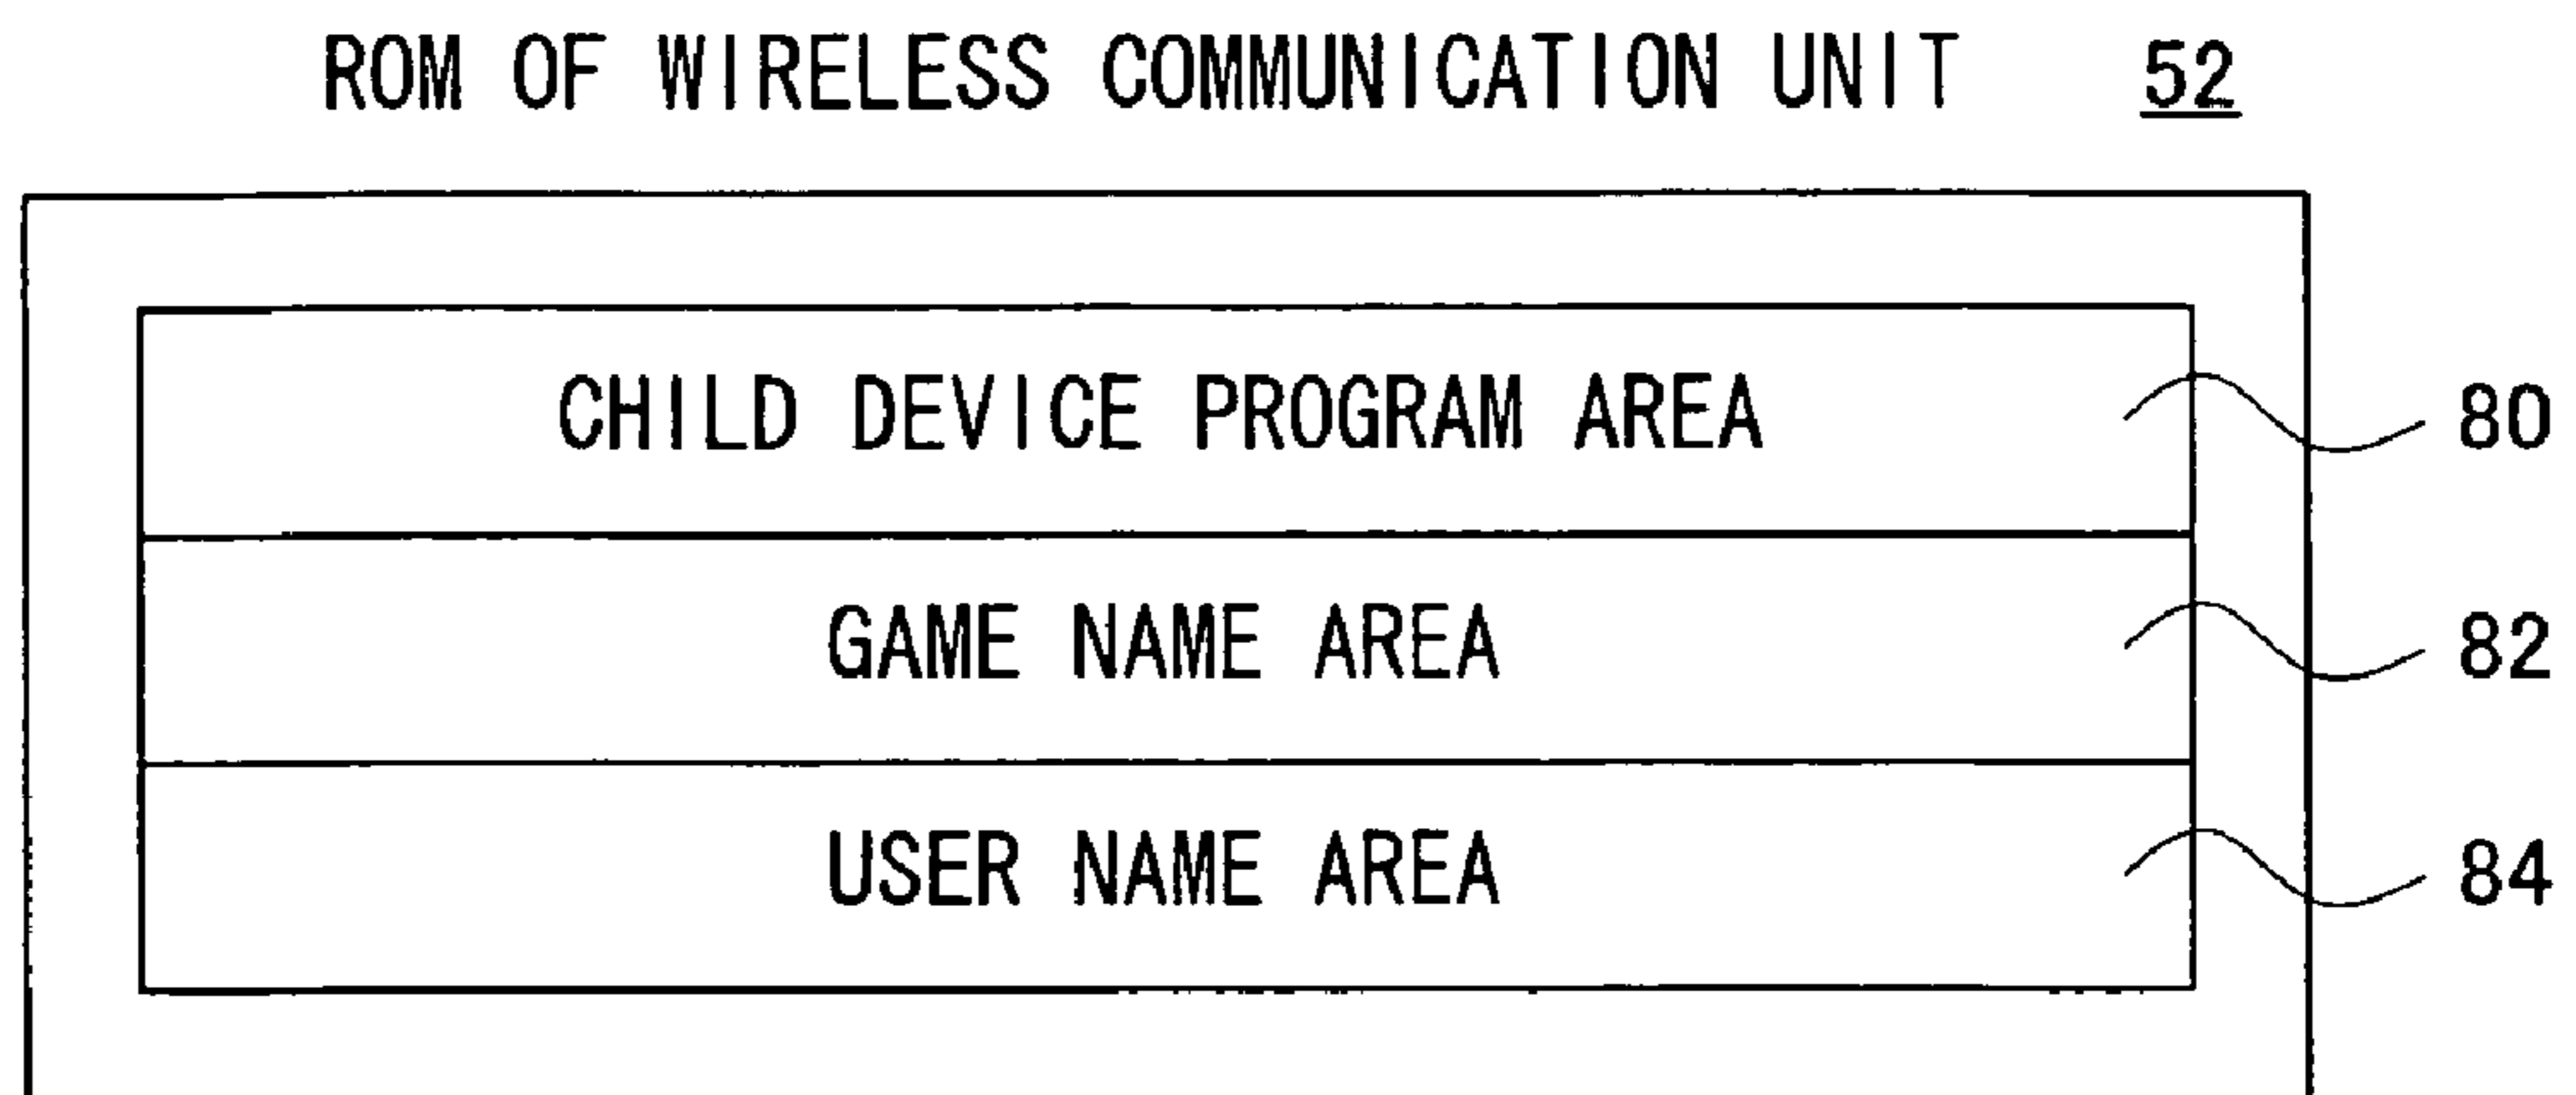 ROM OF WIRELESS COMMUNICATION UNIT 52
CHILD DEVICE PROGRAM AREA 80
GAME NAME AREA 82
USER NAME AREA 84